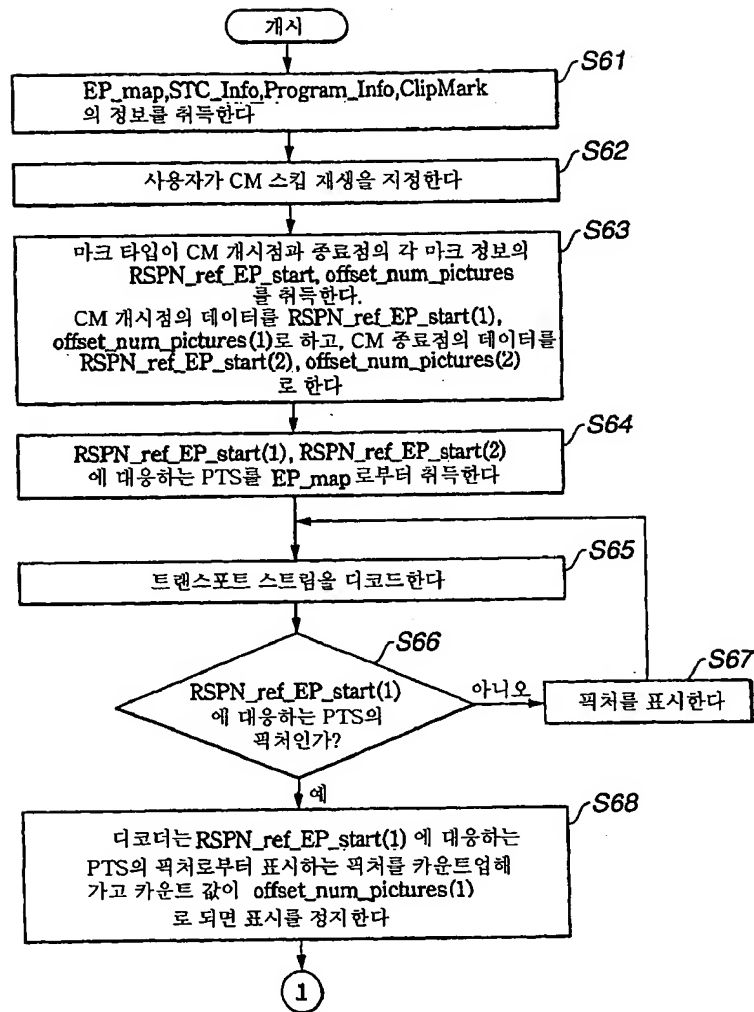 개시
S61
EP_map,STC_Info,Program_Info,ClipMark
의 정보를 취득한다
S62
사용자가 CM 스킵 재생을 지정한다
S63
마크 타입이 CM 개시점과 종료점의 각 마크 정보의
RSPN_ref_EP_start, offset_num_pictures
를 취득한다.
CM 개시점의 데이터를 RSPN_ref_EP_start(1),
offset_num_pictures(1)로 하고, CM 종료점의 데이터를
RSPN_ref_EP_start(2), offset_num_pictures(2)
로 한다
S64
RSPN_ref_EP_start(1), RSPN_ref_EP_start(2)
에 대응하는 PTS를 EP_map로부터 취득한다
S65
트랜스포트 스트림을 디코드한다
S66
RSPN_ref_EP_start(1)
에 대응하는 PTS의
픽처인가?
아니오
S67
픽처를 표시한다
예
S68
디코더는 RSPN_ref_EP_start(1) 에 대응하는
PTS의 픽처로부터 표시하는 픽처를 카운트업해
가고 카운트 값이 offset_num_pictures(1)
로 되면 표시를 정지한다
1